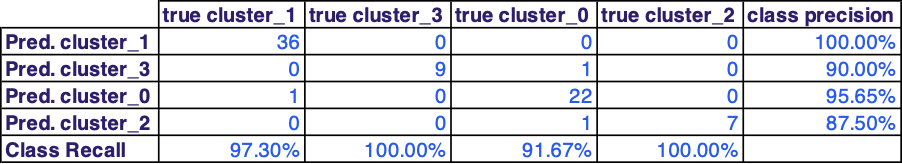 true cluster_1 true cluster_3 true cluster_0 true cluster_2 class precision
Pred. cluster_1 36 0 0 0 100.00%
Pred. cluster_3 0 9 1 0 90.00%
Pred. cluster_0 1 0 22 0 95.65%
Pred. cluster_2 0 0 1 7 87.50%
Class Recall 97.30% 100.00% 91.67% 100.00%